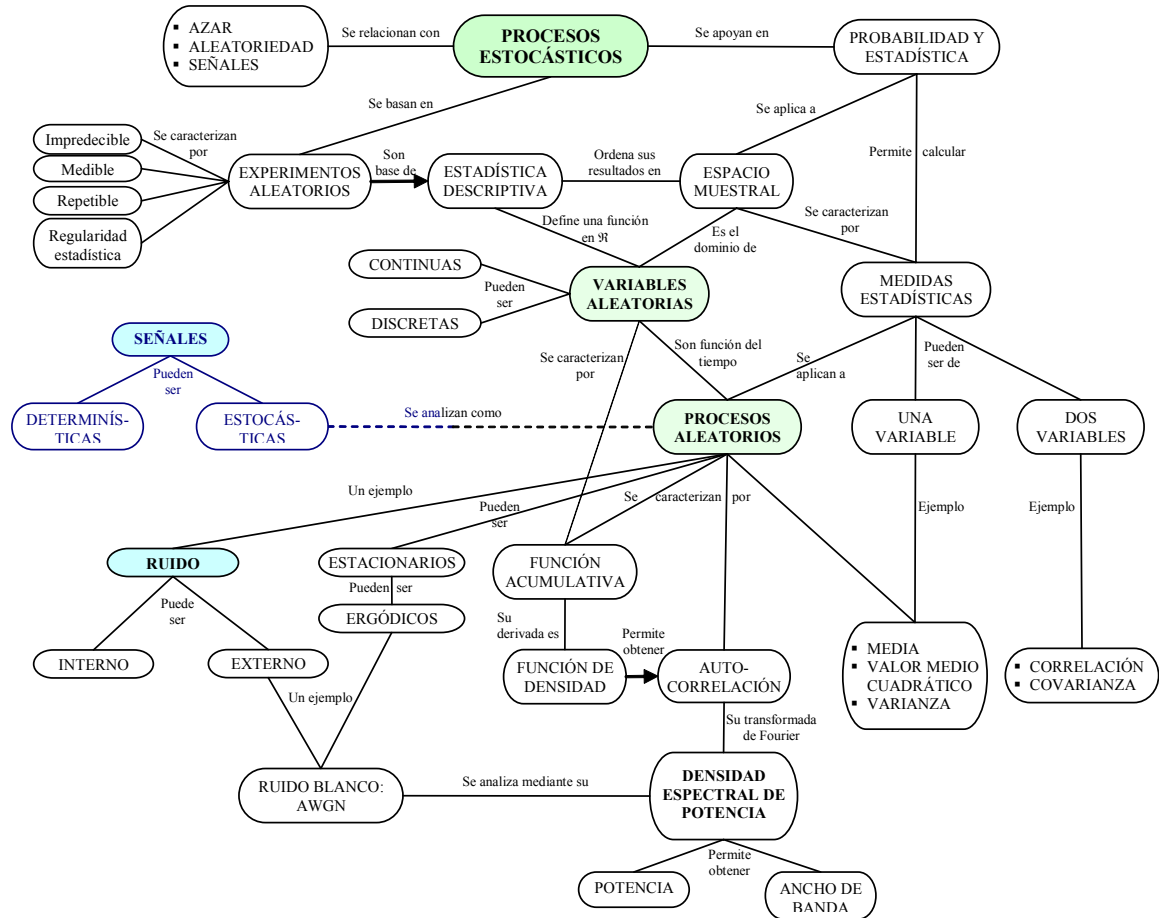 ▪ AZAR
▪ ALEATORIEDAD
▪ SEÑALES
Se relacionan con
PROCESOS
ESTOCÁSTICOS
Se apoyan en
PROBABILIDAD Y
ESTADÍSTICA
Se basan en
Se aplica a
Permite calcular
Impredecible
Medible
Repetible
Regularidad
estadística
Se caracterizan
por
EXPERIMENTOS
ALEATORIOS
Son
base de
ESTADÍSTICA
DESCRIPTIVA
Ordena sus
resultados en
ESPACIO
MUESTRAL
Se caracterizan
por
Define una función
en ℜ
Es el
dominio de
CONTINUAS
Pueden
ser
DISCRETAS
VARIABLES
ALEATORIAS
MEDIDAS
ESTADÍSTICAS
SEÑALES
Pueden
ser
DETERMINÍS-
TICAS
ESTOCÁS-
TICAS
Se analizan como
Se caracterizan
por
Son función del
tiempo
Se
aplican a
Pueden
ser de
PROCESOS
ALEATORIOS
UNA
VARIABLE
DOS
VARIABLES
Un ejemplo
Pueden
ser
Se caracterizan por
Ejemplo
Ejemplo
RUIDO
Puede
ser
INTERNO
EXTERNO
Un ejemplo
ESTACIONARIOS
Pueden ser
ERGÓDICOS
FUNCIÓN
ACUMULATIVA
Su
derivada es
FUNCIÓN DE
DENSIDAD
Permite
obtener
AUTO-
CORRELACIÓN
▪ MEDIA
▪ VALOR MEDIO
CUADRÁTICO
▪ VARIANZA
▪ CORRELACIÓN
▪ COVARIANZA
Su transformada
de Fourier
RUIDO BLANCO:
AWGN
Se analiza mediante su
DENSIDAD
ESPECTRAL DE
POTENCIA
Permite
obtener
POTENCIA
ANCHO DE
BANDA